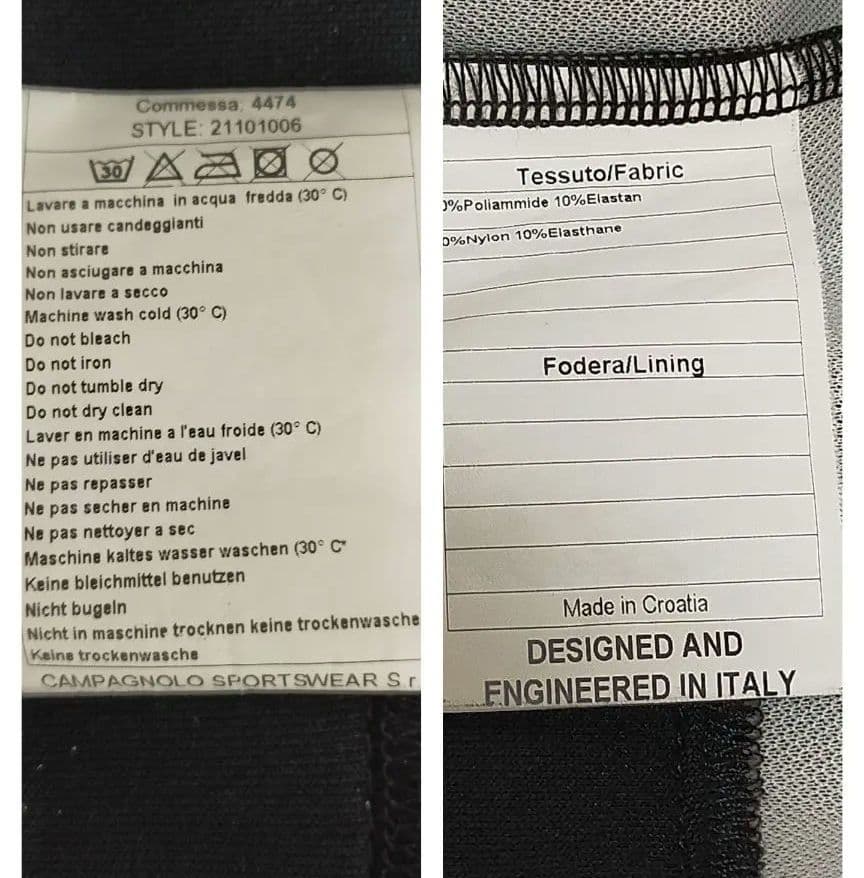 Commessa: 4474
STYLE: 21101006
30
Lavare a macchina in acqua fredda (30° C)
Non usare candeggianti
Non stirare
Non asciugare a macchina
Non lavare a secco
Machine wash cold (30° C)
Do not bleach
Do not iron
Do not tumble dry
Do not dry clean
Laver en machine a l'eau froide (30° C)
Ne pas utiliser d'eau de javel
Ne pas repasser
Ne pas secher en machine
Ne pas nettoyer a sec
Maschine kaltes wasser waschen (30° C*
Keine bleichmittel benutzen
Nicht bugeln
Nicht in maschine trocknen keine trockenwasche
Keine trockenwasche
CAMPAGNOLO SPORTSWEAR S r
Tessuto/Fabric
0%Poliammide 10%Elastan
0%Nylon 10%Elasthane
Fodera/Lining
Made in Croatia
DESIGNED AND
ENGINEERED IN ITALY